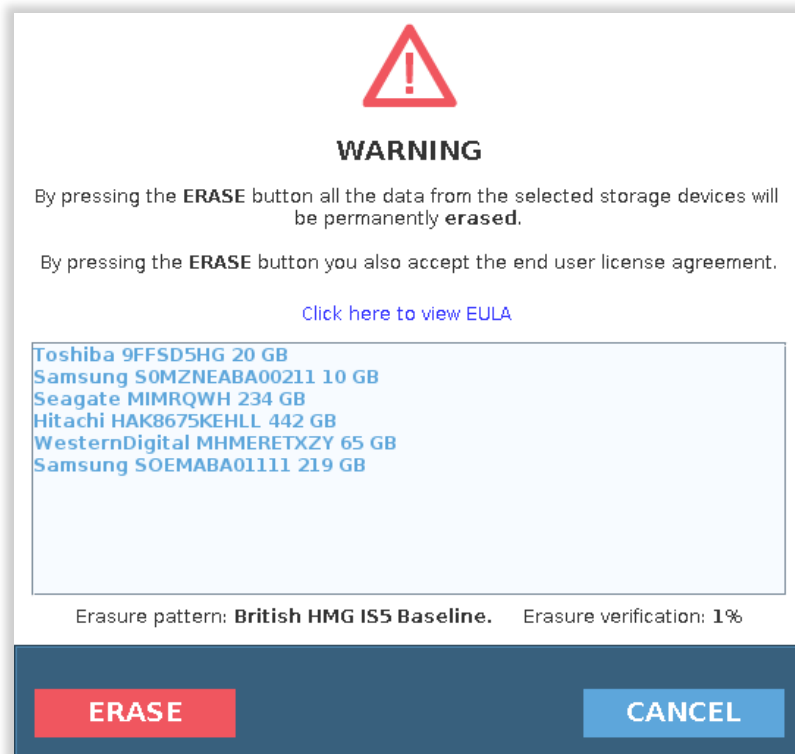 !
WARNING
By pressing the ERASE button all the data from the selected storage devices will
be permanently erased.
By pressing the ERASE button you also accept the end user license agreement.
Click here to view EULA
Toshiba 9FFSD5HG 20 GB
Samsung S0MZNEABA00211 10 GB
Seagate MIMRQWH 234 GB
Hitachi HAK8675KEHLL 442 GB
WesternDigital MHMERETXZY 65 GB
Samsung SOEMABA01111 219 GB
Erasure pattern: British HMG IS5 Baseline. Erasure verification: 1%
ERASE CANCEL